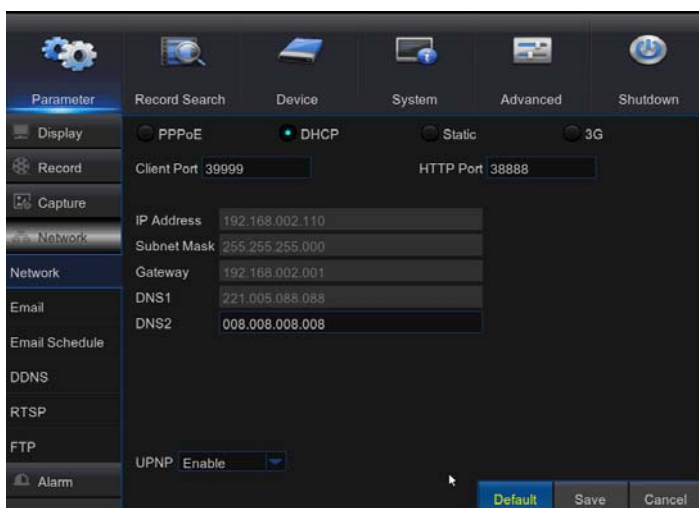 Parameter Record Search Device System Advanced Shutdown
Display
Record
Capture
Network
Network
Email
Email Schedule
DDNS
RTSP
FTP
Alarm
PPPoE DHCP Static 3G
Client Port 39999 HTTP Port 38888
IP Address 192.168.002.110
Subnet Mask 255.255.255.000
Gateway 192.168.002.001
DNS1 221.005.088.088
DNS2 008.008.008.008
UPNP Enable
Default Save Cancel